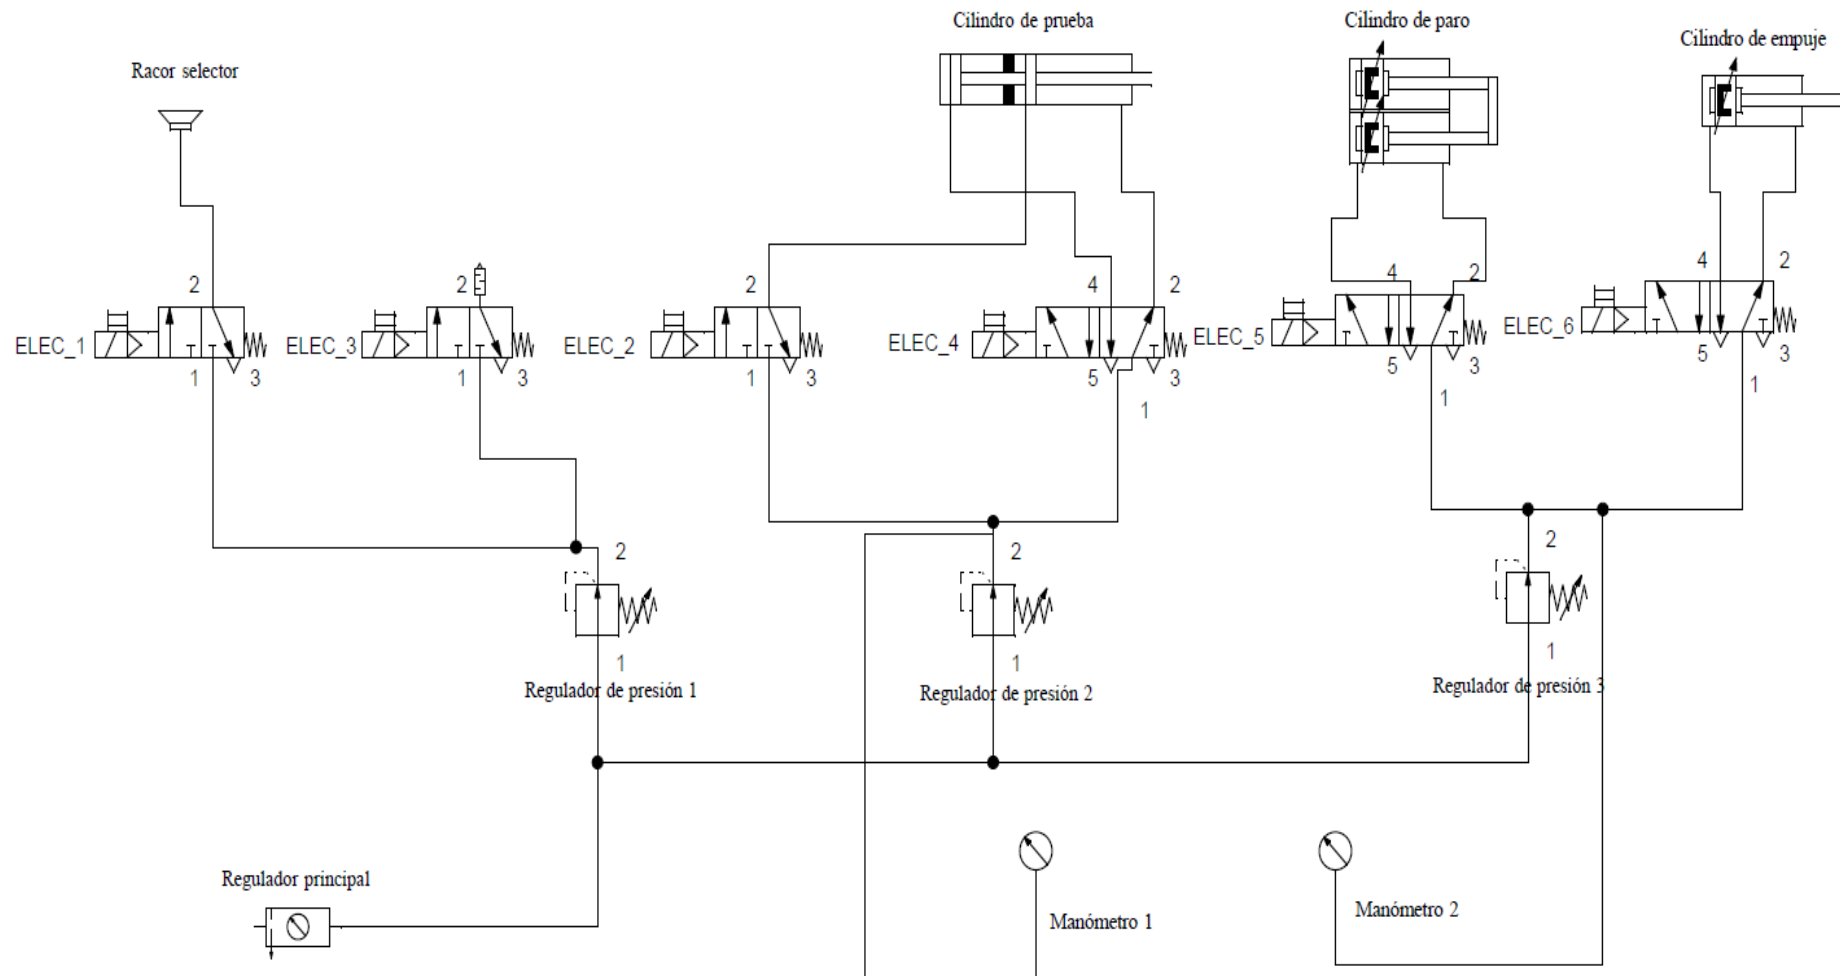 Cilindro de prueba
Cilindro de paro
Cilindro de empuje
Racor selector
2
2
2
4
2
4
2
4
2
ELEC_1
ELEC_3
ELEC_2
ELEC_4
ELEC_5
ELEC_6
1
3
1
3
1
3
5
3
1
5
3
1
5
3
1
2
2
2
1
1
1
Regulador de presión 1
Regulador de presión 2
Regulador de presión 3
Regulador principal
Manómetro 1
Manómetro 2